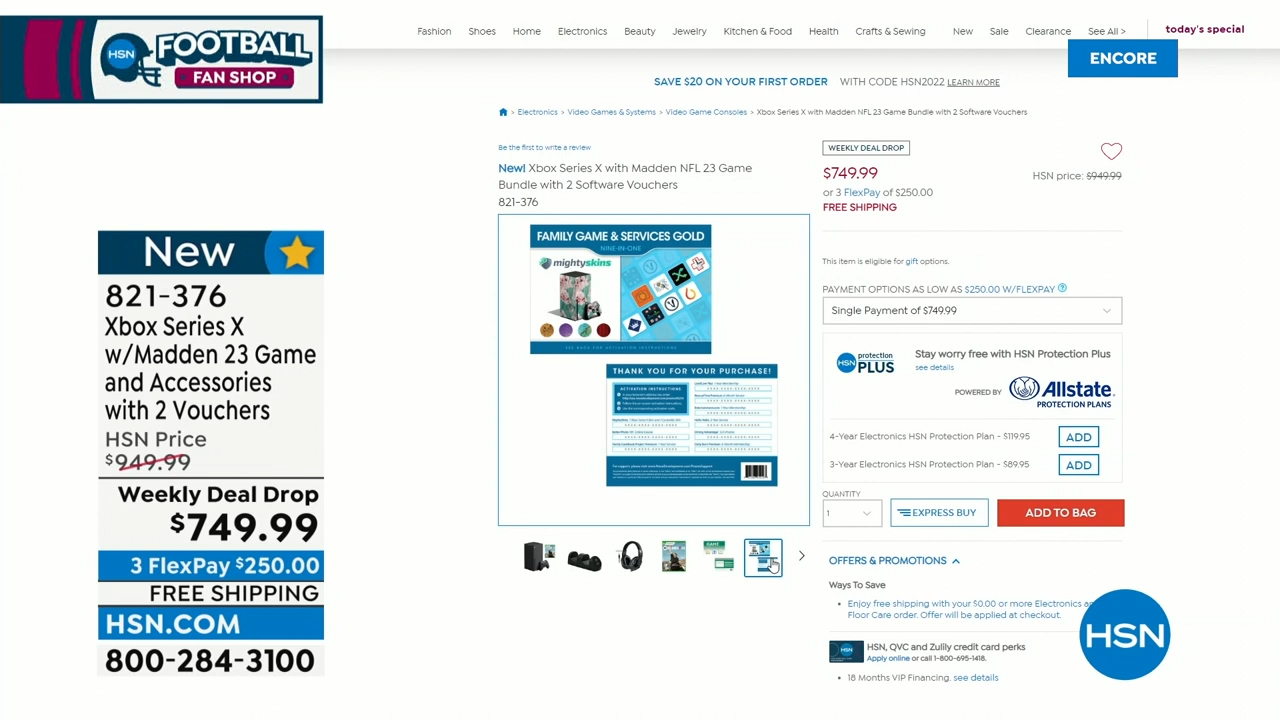 HSN
FOOTBALL
FAN SHOP
Fashion Shoes Home Electronics Beauty Jewelry Kitchen & Food Health Crafts & Sewing New Sale Clearance See All > today's special
ENCORE
SAVE $20 ON YOUR FIRST ORDER WITH CODE HSN2022 LEARN MORE
> Electronics > Video Games & Systems > Video Game Consoles > Xbox Series X with Madden NFL 23 Game Bundle with 2 Software Vouchers
Be the first to write a review
New! Xbox Series X with Madden NFL 23 Game
Bundle with 2 Software Vouchers
821-376
FAMILY GAME & SERVICES GOLD
NINE-IN-ONE
mightyskins
SEE BACK FOR ACTIVATION INSTRUCTIONS
THANK YOU FOR YOUR PURCHASE!
ACTIVATION INSTRUCTIONS
WEEKLY DEAL DROP
$749.99
HSN price: $949.99
or 3 FlexPay of $250.00
FREE SHIPPING
This item is eligible for gift options.
PAYMENT OPTIONS AS LOW AS $250.00 W/FLEXPAY ?
Single Payment of $749.99
HSN protection PLUS
Stay worry free with HSN Protection Plus
see details
POWERED BY Allstate.
PROTECTION PLANS
4-Year Electronics HSN Protection Plan - $119.95 ADD
3-Year Electronics HSN Protection Plan - $89.95 ADD
QUANTITY
1
EXPRESS BUY
ADD TO BAG
OFFERS & PROMOTIONS
Ways To Save
• Enjoy free shipping with your $0.00 or more Electronics
Floor Care order. Offer will be applied at checkout.
HSN, QVC and Zulily credit card perks
Apply online or call 1-800-695-1418.
• 18 Months VIP Financing. see details
HSN
New
821-376
Xbox Series X
w/Madden 23 Game
and Accessories
with 2 Vouchers
HSN Price
$949.99
Weekly Deal Drop
$749.99
3 FlexPay $250.00
FREE SHIPPING
HSN.COM
800-284-3100